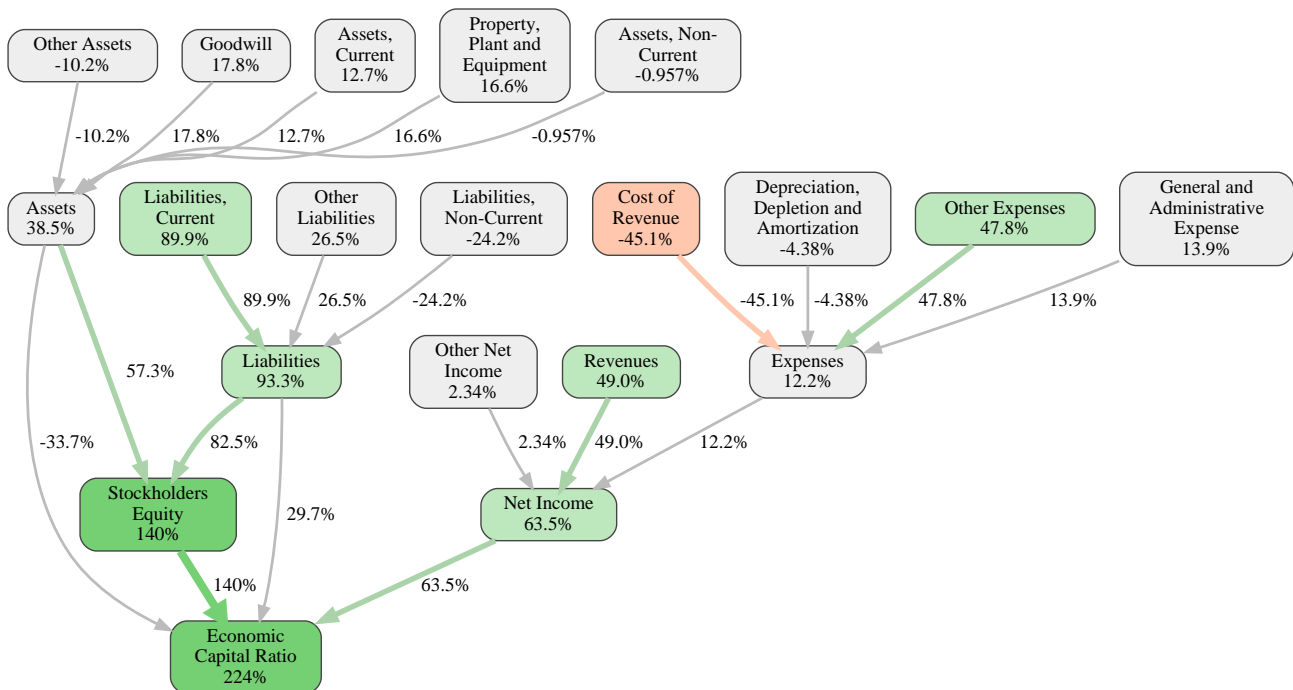 Other Assets
-10.2%
Goodwill
17.8%
Assets,
Current
12.7%
Property,
Plant and
Equipment
16.6%
Assets, Non-
Current
-0.957%
-10.2%
17.8%
12.7%
16.6%
-0.957%
Assets
38.5%
Liabilities,
Current
89.9%
Other
Liabilities
26.5%
Liabilities,
Non-Current
-24.2%
Cost of
Revenue
-45.1%
Depreciation,
Depletion and
Amortization
-4.38%
Other Expenses
47.8%
General and
Administrative
Expense
13.9%
89.9%
26.5%
-24.2%
-45.1%
-4.38%
47.8%
13.9%
57.3%
Liabilities
93.3%
Other Net
Income
2.34%
Revenues
49.0%
Expenses
12.2%
-33.7%
82.5%
2.34%
49.0%
12.2%
Stockholders
Equity
140%
29.7%
Net Income
63.5%
140%
63.5%
Economic
Capital Ratio
224%